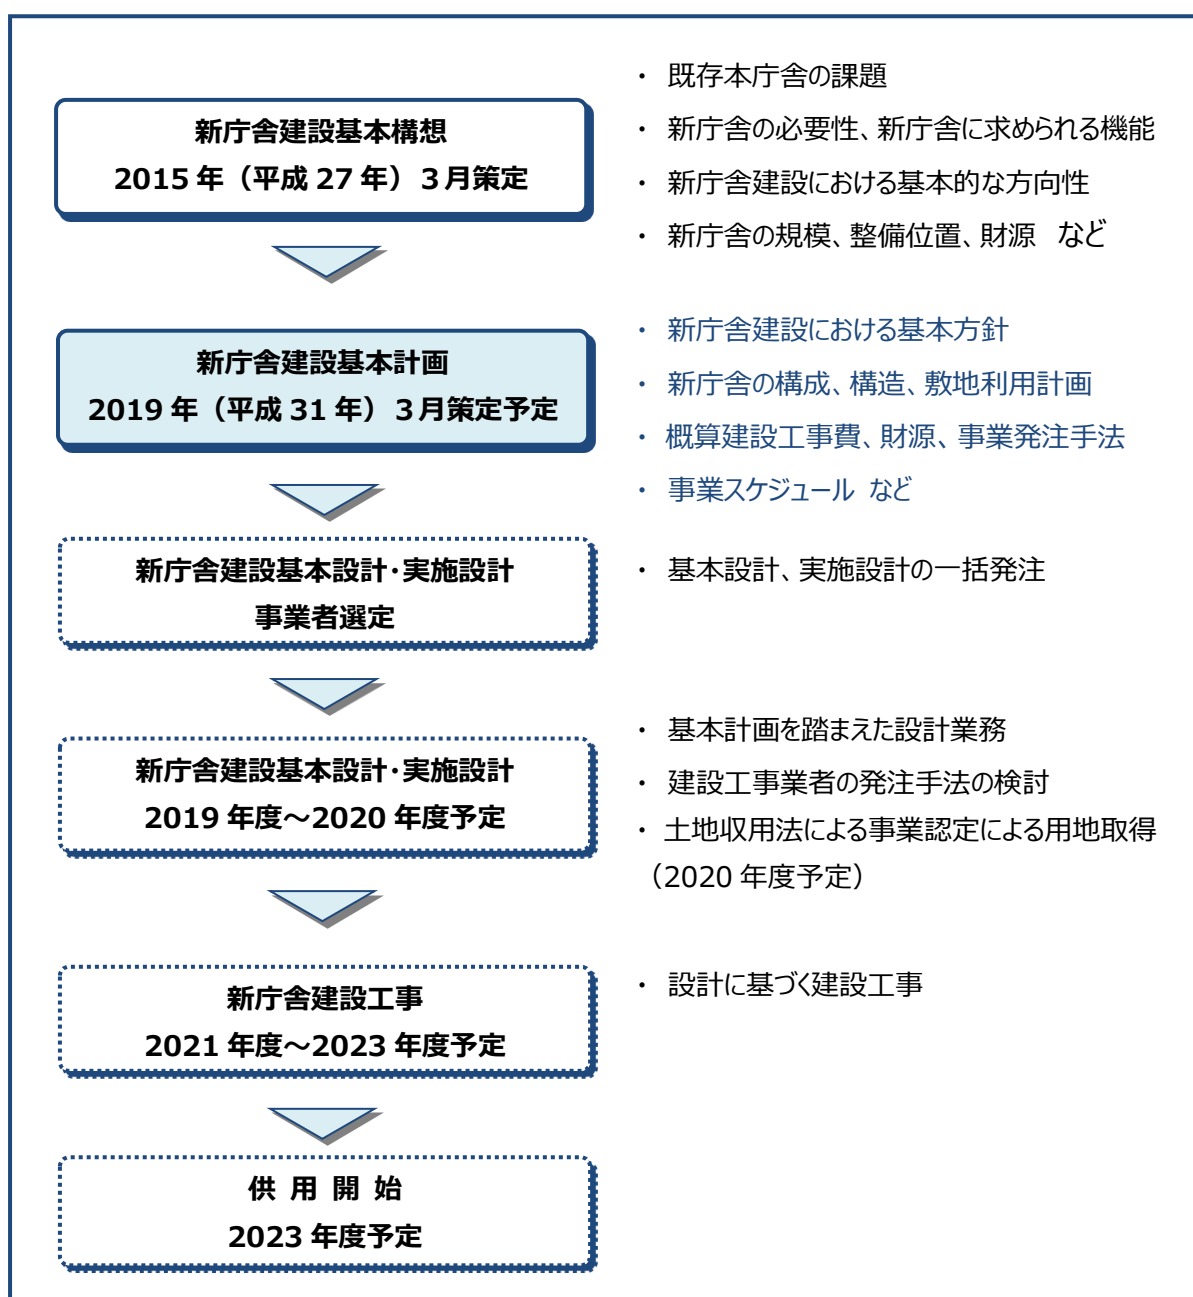 新庁舎建設基本構想
2015 年（平成 27 年）３月策定
・ 既存本庁舎の課題
・ 新庁舎の必要性、新庁舎に求められる機能
・ 新庁舎建設における基本的な方向性
・ 新庁舎の規模、整備位置、財源　など
新庁舎建設基本計画
2019 年（平成 31 年）３月策定予定
・ 新庁舎建設における基本方針
・ 新庁舎の構成、構造、敷地利用計画
・ 概算建設工事費、財源、事業発注手法
・ 事業スケジュール など
新庁舎建設基本設計・実施設計
事業者選定
・ 基本設計、実施設計の一括発注
新庁舎建設基本設計・実施設計
2019 年度～2020 年度予定
・ 基本計画を踏まえた設計業務
・ 建設工事業者の発注手法の検討
・ 土地収用法による事業認定による用地取得
（2020 年度予定）
新庁舎建設工事
2021 年度～2023 年度予定
・ 設計に基づく建設工事
供 用 開 始
2023 年度予定